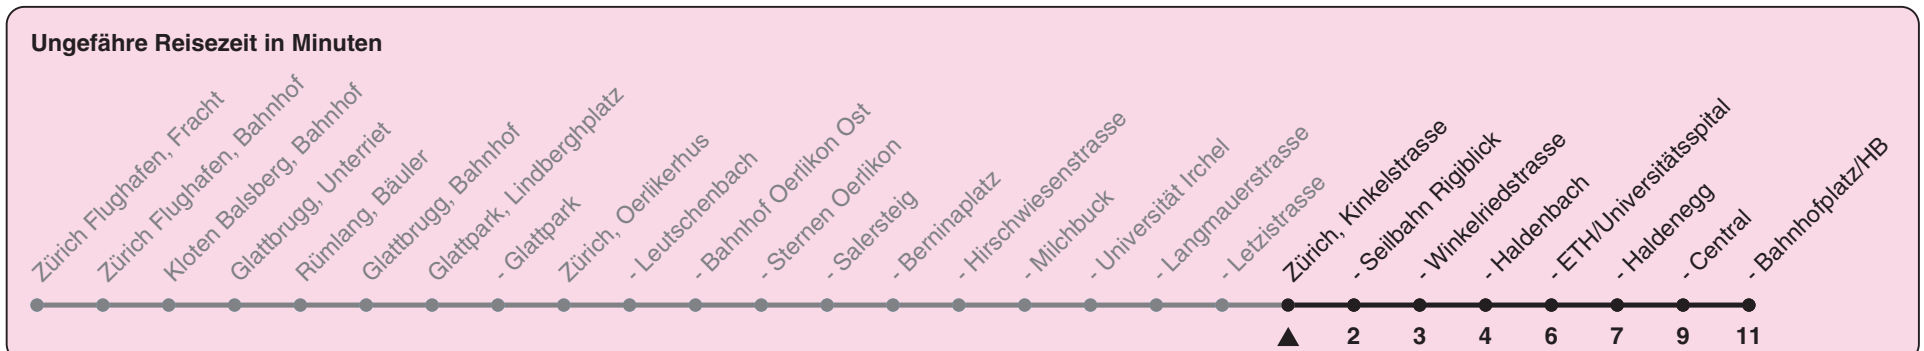 Ungefähre Reisezeit in Minuten
Zürich Flughafen, Fracht
Zürich Flughafen, Bahnhof
Kloten Balsberg, Bahnhof
Glattbrugg, Unterriet
Rümlang, Bäuler
Glattbrugg, Bahnhof
Glattpark, Lindberghplatz
- Glattpark
Zürich, Oerlikerhus
- Leutschenbach
- Bahnhof Oerlikon Ost
- Sternen Oerlikon
- Salersteig
- Berninaplatz
- Hirschwiesenstrasse
- Milchbuck
- Universität Irchel
- Langmauerstrasse
- Letzistrasse
Zürich, Kinkelstrasse
- Seilbahn Rigiblick
- Winkelriedstrasse
- Haldenbach
- ETH/Universitätsspital
- Haldenegg
- Central
- Bahnhofplatz/HB
2 3 4 6 7 9 11